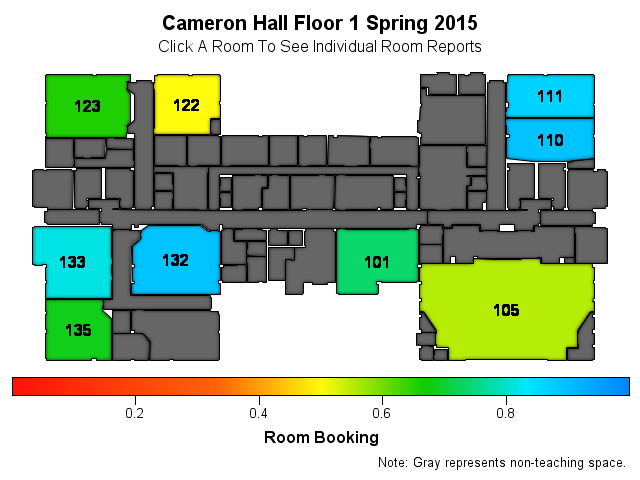 Cameron Hall Floor 1 Spring 2015
Click A Room To See Individual Room Reports
123
122
111
110
133
132
101
135
105
0.2 0.4 0.6 0.8
Room Booking
Note: Gray represents non-teaching space.